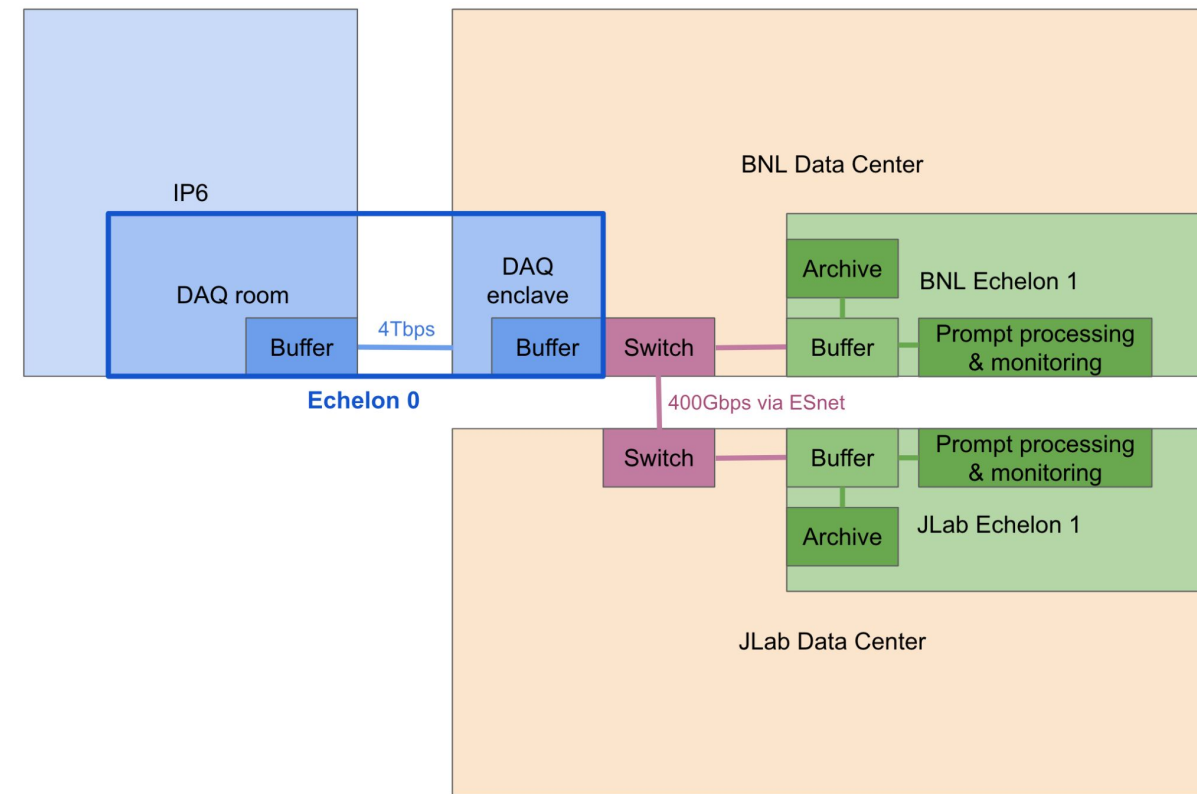 IP6
BNL Data Center
DAQ room
DAQ
enclave
Archive
BNL Echelon 1
Buffer
4Tbps
Buffer
Switch
Buffer
Prompt processing
& monitoring
Echelon 0
400Gbps via ESnet
Switch
Buffer
Prompt processing
& monitoring
Archive
JLab Echelon 1
JLab Data Center